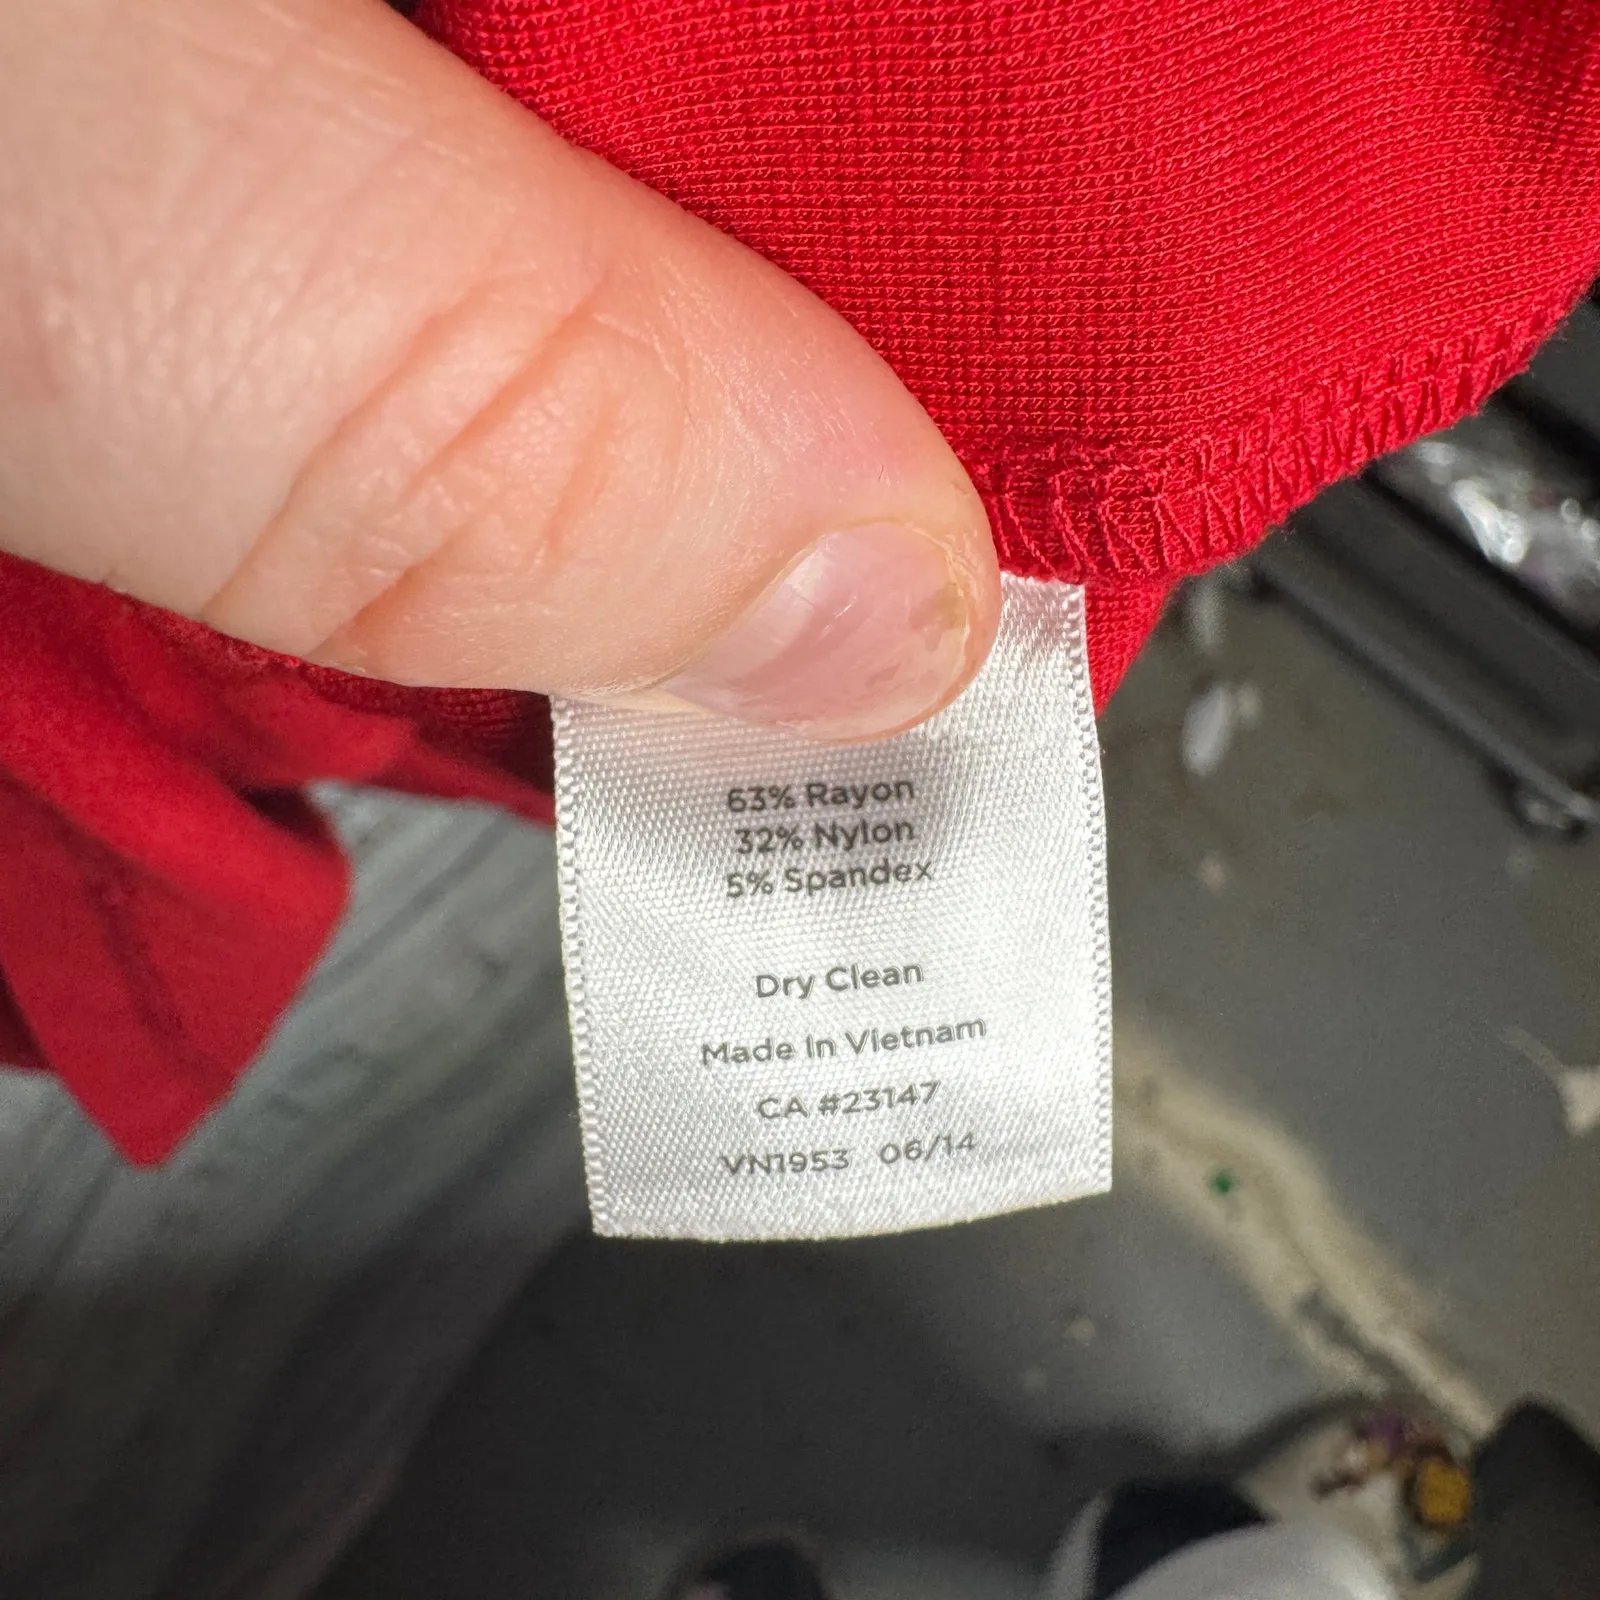 63% Rayon
32% Nylon
5% Spandex
Dry Clean
Made In Vietnam
CA #23147
VN1953 06/14